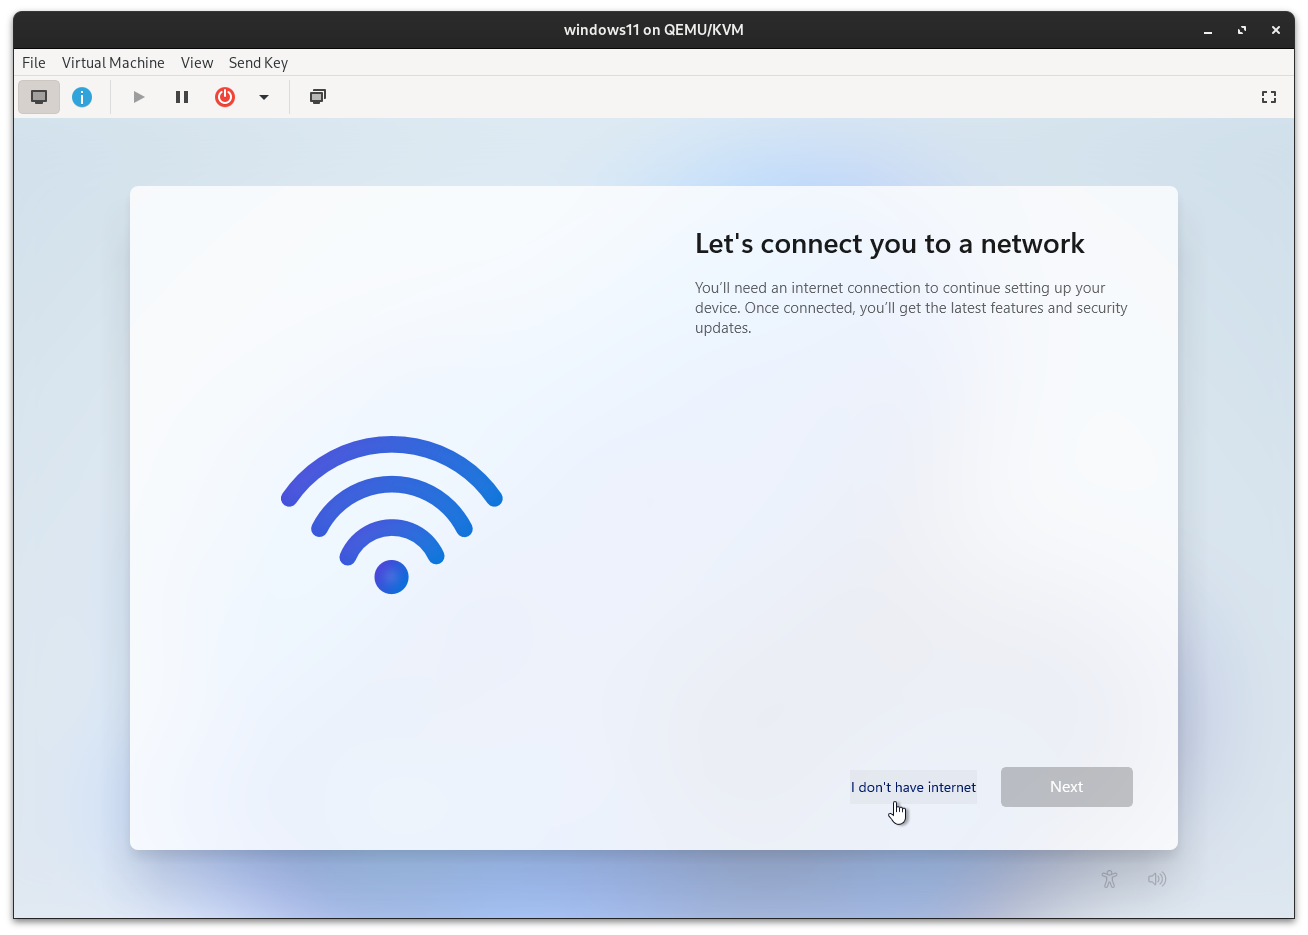 windows11 on QEMU/KVM
File Virtual Machine View Send Key
Let's connect you to a network
You’ll need an internet connection to continue setting up your
device. Once connected, you’ll get the latest features and security
updates.
I don't have internet
Next